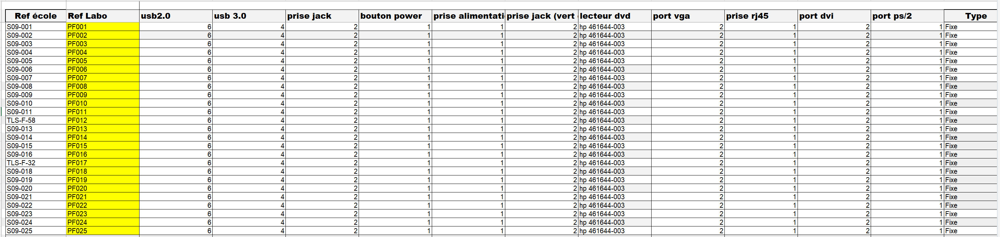 Ref école Ref Labo usb2.0 usb 3.0 prise jack bouton power prise alimentati prise jack (vert lecteur dvd port vga prise rj45 port dvi port ps/2 Type
S09-001 PF001 6 4 2 1 1 2 hp 461644-003 2 1 2 1 Fixe
S09-002 PF002 6 4 2 1 1 2 hp 461644-003 2 1 2 1 Fixe
S09-003 PF003 6 4 2 1 1 2 hp 461644-003 2 1 2 1 Fixe
S09-004 PF004 6 4 2 1 1 2 hp 461644-003 2 1 2 1 Fixe
S09-005 PF005 6 4 2 1 1 2 hp 461644-003 2 1 2 1 Fixe
S09-006 PF006 6 4 2 1 1 2 hp 461644-003 2 1 2 1 Fixe
S09-007 PF007 6 4 2 1 1 2 hp 461644-003 2 1 2 1 Fixe
S09-008 PF008 6 4 2 1 1 2 hp 461644-003 2 1 2 1 Fixe
S09-009 PF009 6 4 2 1 1 2 hp 461644-003 2 1 2 1 Fixe
S09-010 PF010 6 4 2 1 1 2 hp 461644-003 2 1 2 1 Fixe
S09-011 PF011 6 4 2 1 1 2 hp 461644-003 2 1 2 1 Fixe
TLS-F-58 PF012 6 4 2 1 1 2 hp 461644-003 2 1 2 1 Fixe
S09-013 PF013 6 4 2 1 1 2 hp 461644-003 2 1 2 1 Fixe
S09-014 PF014 6 4 2 1 1 2 hp 461644-003 2 1 2 1 Fixe
S09-015 PF015 6 4 2 1 1 2 hp 461644-003 2 1 2 1 Fixe
S09-016 PF016 6 4 2 1 1 2 hp 461644-003 2 1 2 1 Fixe
TLS-F-32 PF017 6 4 2 1 1 2 hp 461644-003 2 1 2 1 Fixe
S09-018 PF018 6 4 2 1 1 2 hp 461644-003 2 1 2 1 Fixe
S09-019 PF019 6 4 2 1 1 2 hp 461644-003 2 1 2 1 Fixe
S09-020 PF020 6 4 2 1 1 2 hp 461644-003 2 1 2 1 Fixe
S09-021 PF021 6 4 2 1 1 2 hp 461644-003 2 1 2 1 Fixe
S09-022 PF022 6 4 2 1 1 2 hp 461644-003 2 1 2 1 Fixe
S09-023 PF023 6 4 2 1 1 2 hp 461644-003 2 1 2 1 Fixe
S09-024 PF024 6 4 2 1 1 2 hp 461644-003 2 1 2 1 Fixe
S09-025 PF025 6 4 2 1 1 2 hp 461644-003 2 1 2 1 Fixe